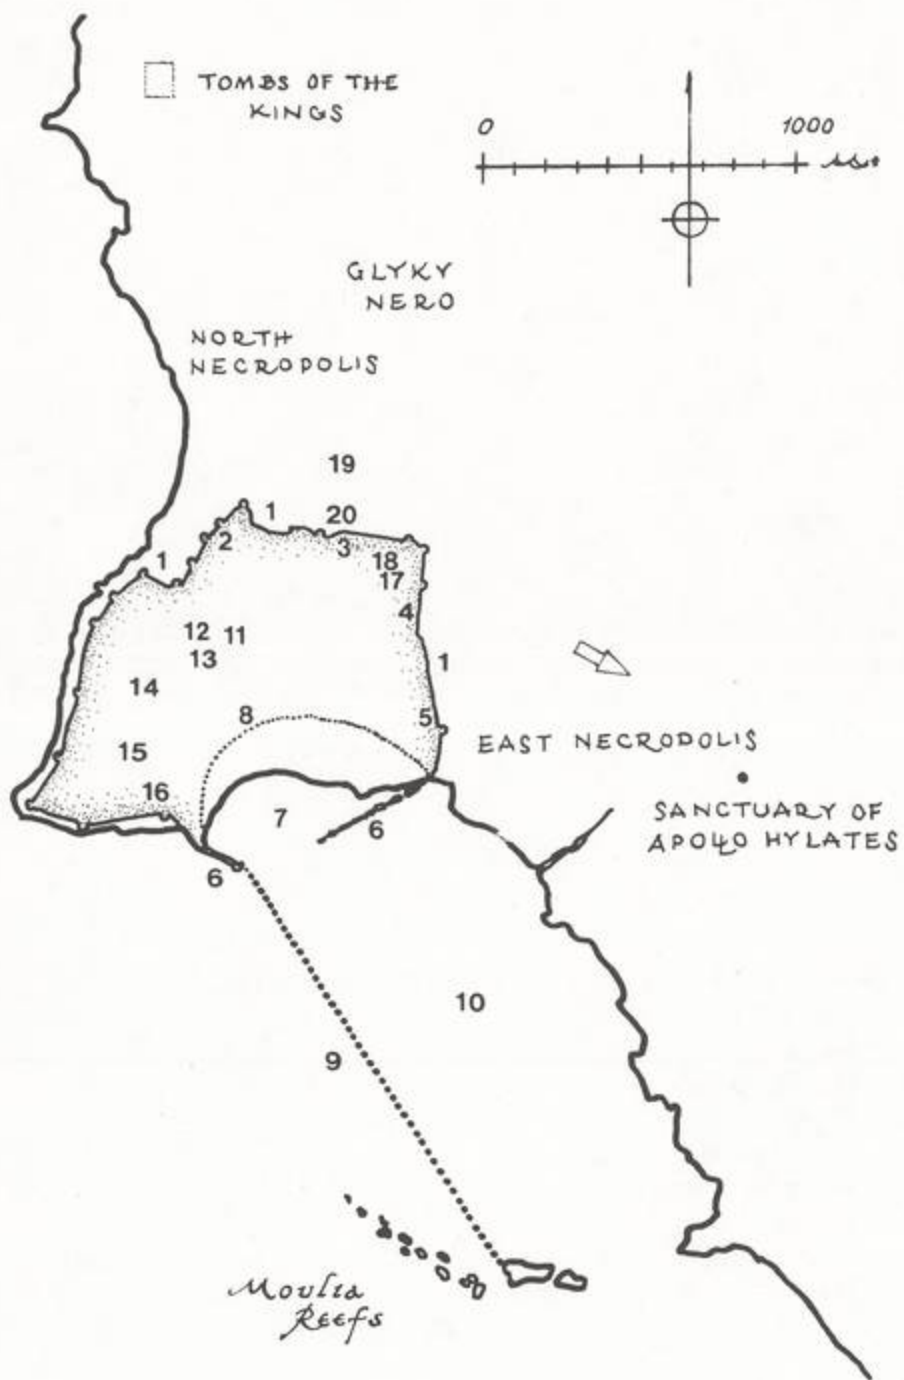 TOMBS OF THE
KINGS
0 1000
GLYKY
NERO
NORTH
NECROPOLIS
19
1
20
2
3
1
18
17
4
12
11
13
1
14
8
5
EAST NECROPOLIS
15
16
7
6
SANCTUARY OF
APOLLO HYLATES
6
10
9
Moulia
Reefs